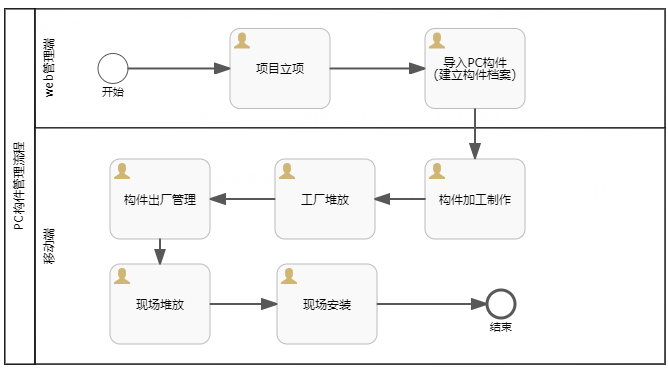 PC构件管理流程
web管理端
开始
项目立项
导入PC构件
(建立构件档案)
移动端
构件出厂管理
工厂堆放
构件加工制作
现场堆放
现场安装
结束